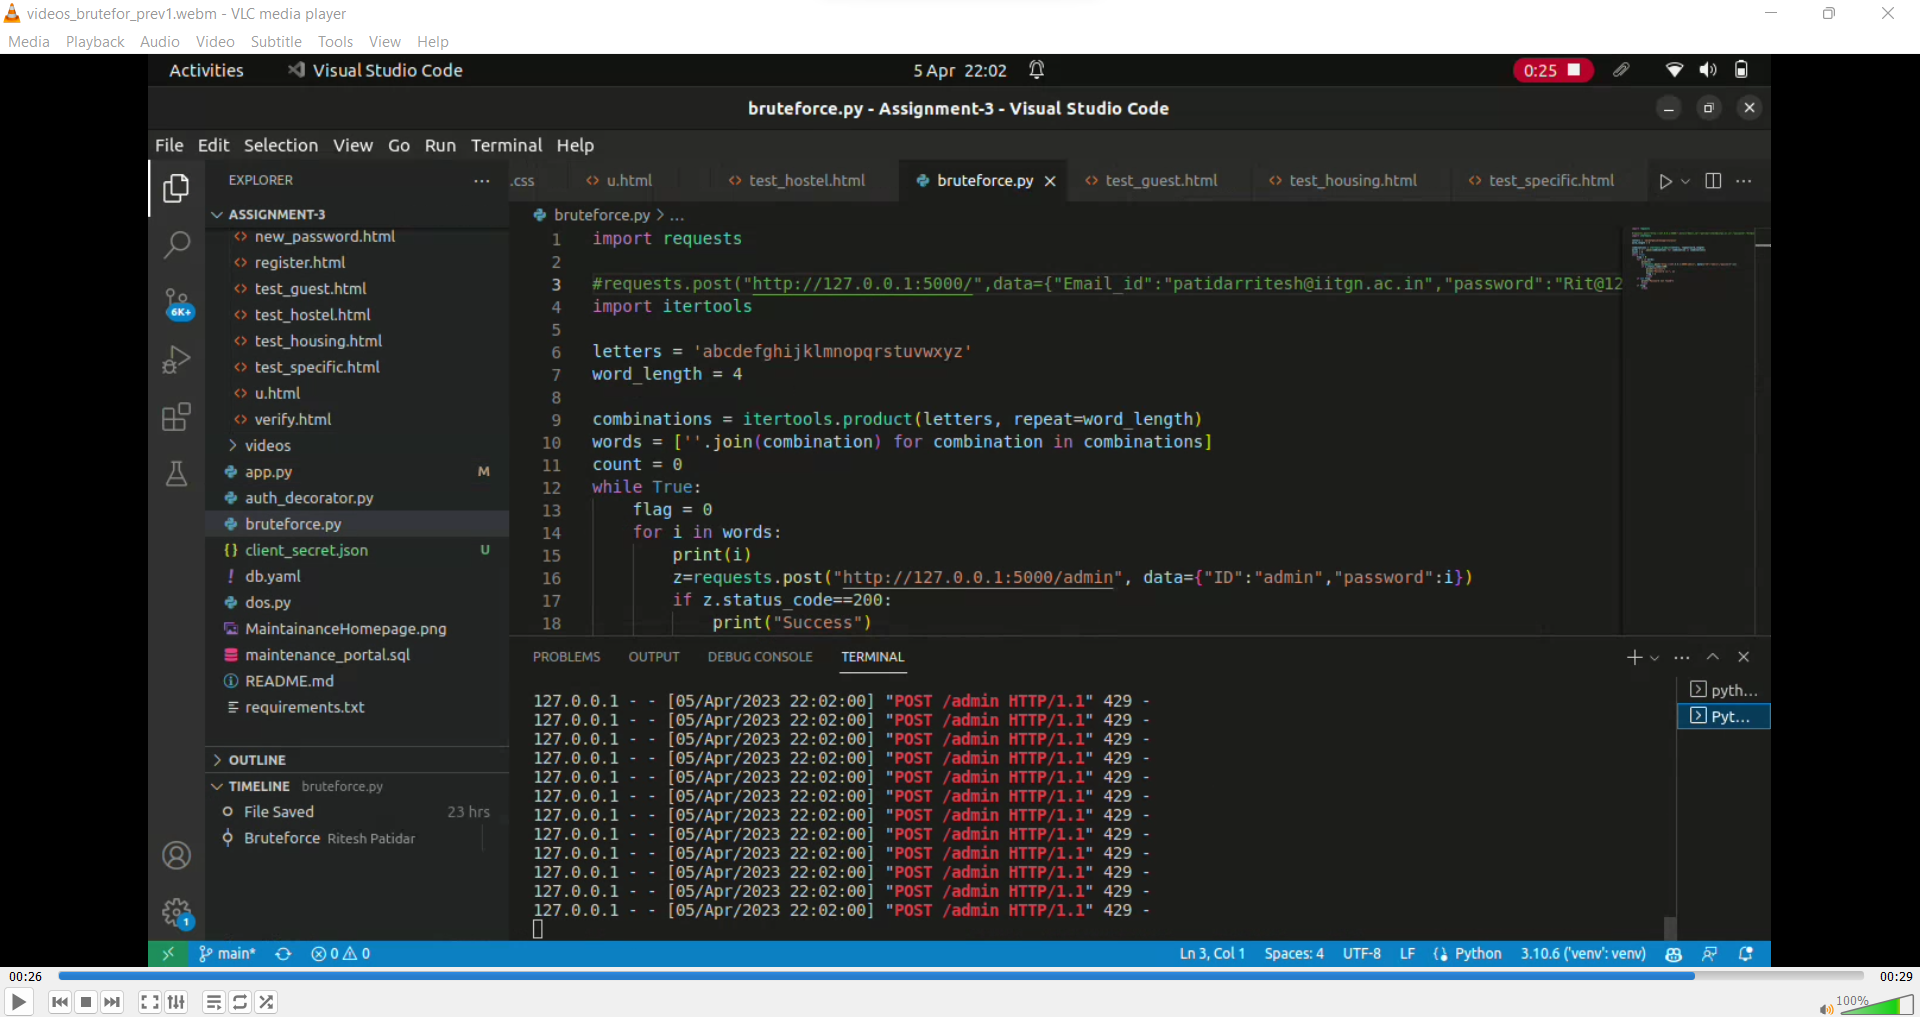 videos_brutefor_prev1.webm - VLC media player
Media Playback Audio Video Subtitle Tools View Help
Activities Visual Studio Code 5 Apr 22:02 0:25
bruteforce.py - Assignment-3 - Visual Studio Code
File Edit Selection View Go Run Terminal Help
EXPLORER ...
ASSIGNMENT-3
<> new_password.html
<> register.html
<> test_guest.html
<> test_hostel.html
<> test_housing.html
<> test_specific.html
<> u.html
<> verify.html
> videos
app.py M
auth_decorator.py
bruteforce.py
{} client_secret.json U
! db.yaml
dos.py
MaintainanceHomepage.png
maintenance_portal.sql
README.md
requirements.txt
> OUTLINE
TIMELINE bruteforce.py
File Saved 23 hrs
Bruteforce Ritesh Patidar
6K+
1
.css <> u.html <> test_hostel.html bruteforce.py <> test_guest.html <> test_housing.html <> test_specific.html
bruteforce.py > ...
1 import requests
2
3 #requests.post("http://127.0.0.1:5000/",data={"Email_id":"patidarritesh@iitgn.ac.in","password":"Rit@12
4 import itertools
5
6 letters = 'abcdefghijklmnopqrstuvwxyz'
7 word_length = 4
8
9 combinations = itertools.product(letters, repeat=word_length)
10 words = [''.join(combination) for combination in combinations]
11 count = 0
12 while True:
13 flag = 0
14 for i in words:
15 print(i)
16 z=requests.post("http://127.0.0.1:5000/admin", data={"ID":"admin","password":i})
17 if z.status_code==200:
18 print("Success")
PROBLEMS OUTPUT DEBUG CONSOLE TERMINAL
127.0.0.1 - - [05/Apr/2023 22:02:00] "POST /admin HTTP/1.1" 429 -
127.0.0.1 - - [05/Apr/2023 22:02:00] "POST /admin HTTP/1.1" 429 -
127.0.0.1 - - [05/Apr/2023 22:02:00] "POST /admin HTTP/1.1" 429 -
127.0.0.1 - - [05/Apr/2023 22:02:00] "POST /admin HTTP/1.1" 429 -
127.0.0.1 - - [05/Apr/2023 22:02:00] "POST /admin HTTP/1.1" 429 -
127.0.0.1 - - [05/Apr/2023 22:02:00] "POST /admin HTTP/1.1" 429 -
127.0.0.1 - - [05/Apr/2023 22:02:00] "POST /admin HTTP/1.1" 429 -
127.0.0.1 - - [05/Apr/2023 22:02:00] "POST /admin HTTP/1.1" 429 -
127.0.0.1 - - [05/Apr/2023 22:02:00] "POST /admin HTTP/1.1" 429 -
127.0.0.1 - - [05/Apr/2023 22:02:00] "POST /admin HTTP/1.1" 429 -
127.0.0.1 - - [05/Apr/2023 22:02:00] "POST /admin HTTP/1.1" 429 -
127.0.0.1 - - [05/Apr/2023 22:02:00] "POST /admin HTTP/1.1" 429 -
pyth...
Pyt...
main* 0 0 Ln 3, Col 1 Spaces: 4 UTF-8 LF Python 3.10.6 ('venv': venv)
00:26 00:29
100%